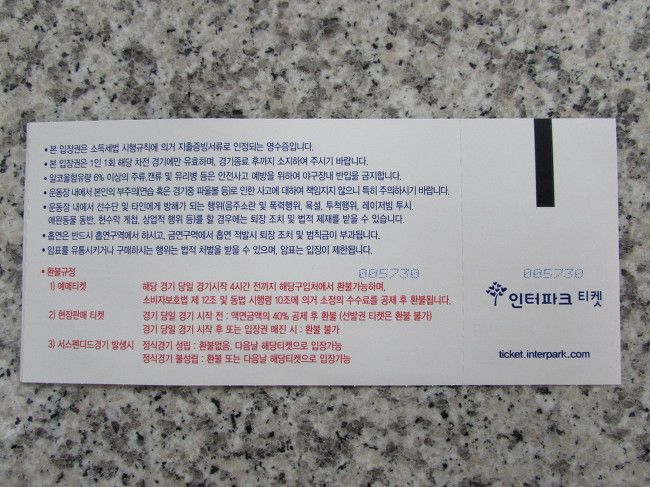 • 본 입장권은 소득세법 시행규칙에 의거 지출증빙서류로 인정되는 영수증입니다.
• 본 입장권은 1인 1회 해당 차전 경기에만 유효하며, 경기종료 후까지 소지하여 주시기 바랍니다.
• 알코올함유량 6% 이상의 주류, 캔류 및 유리병 등은 안전사고 예방을 위하여 야구장내 반입을 금지합니다.
• 운동장 내에서 본인의 부주의(연습 혹은 경기중 파울볼 등)로 인한 사고에 대하여 책임지지 않으니 특히 주의하시기 바랍니다.
• 운동장 내에서 선수단 및 타인에게 방해가 되는 행위(음주소란 및 폭력행위, 욕설, 투척행위, 레이저빔 투시,
애완동물 동반, 현수막 게첩, 상업적 행위 등)를 할 경우에는 퇴장 조치 및 법적 제재를 받을 수 있습니다.
• 흡연은 반드시 흡연구역에서 하시고, 금연구역에서 흡연 적발시 퇴장 조치 및 범칙금이 부과됩니다.
• 암표를 유통시키거나 구매하시는 행위는 법적 처벌을 받을 수 있으며, 암표는 입장이 제한됩니다.
• 환불규정
005730
1) 예매티켓 해당 경기 당일 경기시작 4시간 전까지 해당구입처에서 환불가능하며,
소비자보호법 제 12조 및 동법 시행령 10조에 의거 소정의 수수료를 공제 후 환불됩니다.
2) 현장판매 티켓 경기 당일 경기 시작 전 : 액면금액의 40% 공제 후 환불 (선발권 티켓은 환불 불가)
경기 당일 경기 시작 후 또는 입장권 매진 시 : 환불 불가
3) 서스펜디드경기 발생시 정식경기 성립 : 환불없음. 다음날 해당티켓으로 입장가능
정식경기 불성립 : 환불 또는 다음날 해당티켓으로 입장가능
005730
인터파크 티켓
ticket.interpark.com